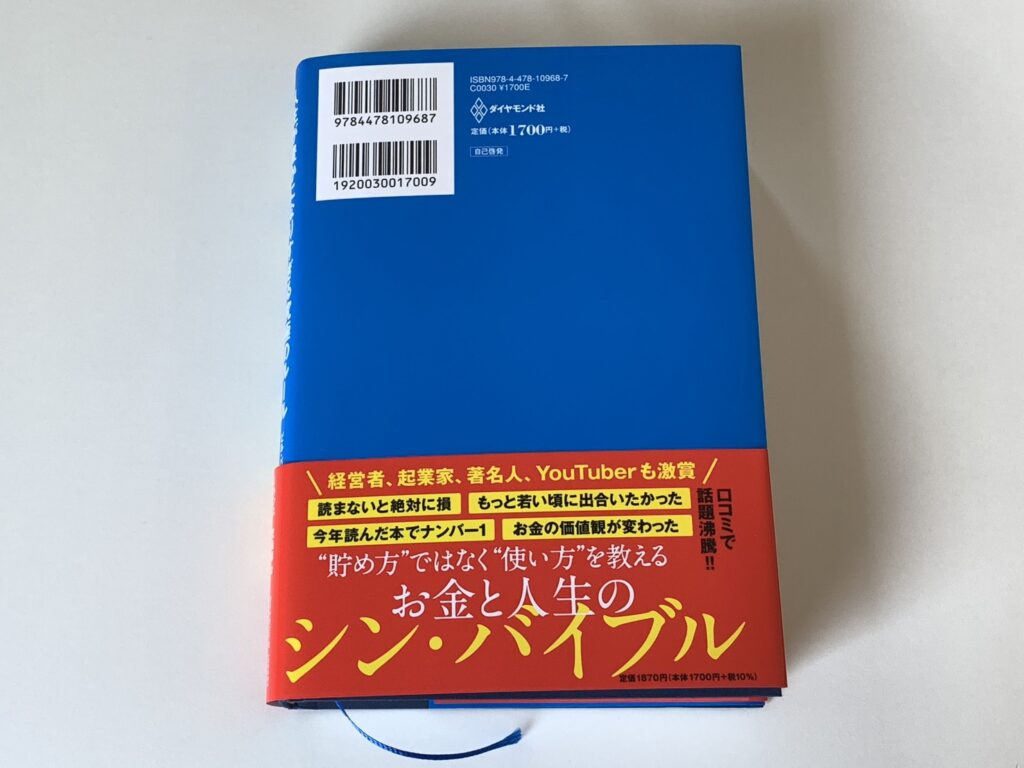 9784478109687
1920030017009
ISBN978-4-478-10968-7
C0030 ¥1700E
ダイヤモンド社
定価(本体1700円+税)
自己啓発
経営者、起業家、著名人、YouTuberも激賞
読まないと絶対に損
もっと若い頃に出合いたかった
今年読んだ本でナンバー1
お金の価値観が変わった
口コミで
話題沸騰!!
“貯め方”ではなく“使い方”を教える
お金と人生の
シン・バイブル
定価1870円(本体1700円+税10%)